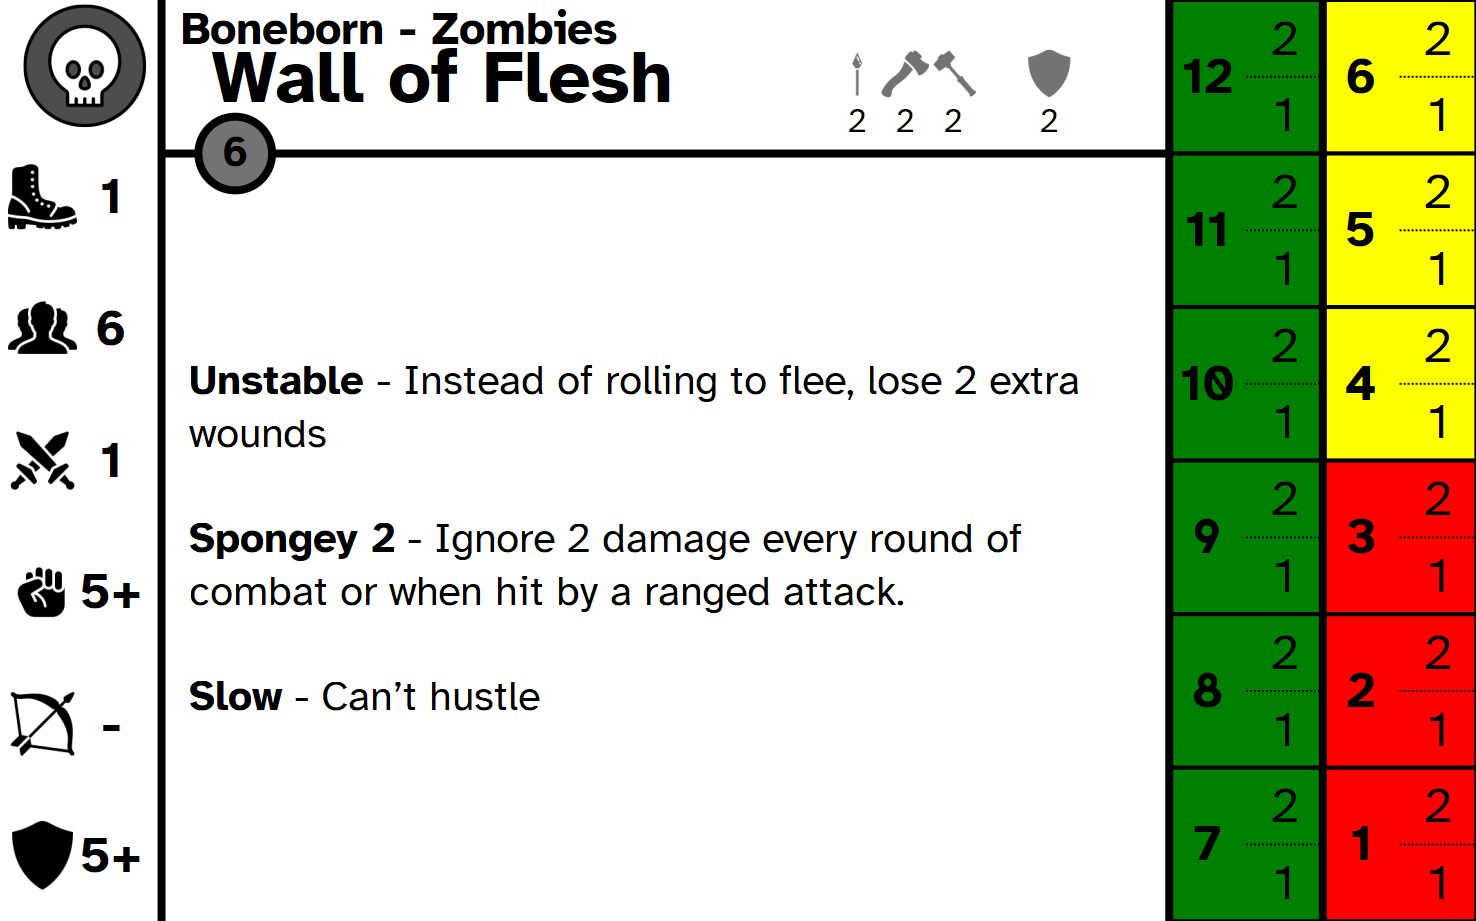 Boneborn - Zombies
Wall of Flesh
2 2 2 2
6
1
6
1
5+
-
5+
Unstable - Instead of rolling to flee, lose 2 extra
wounds
Spongey 2 - Ignore 2 damage every round of
combat or when hit by a ranged attack.
Slow - Can’t hustle
12 2 1
6 2 1
11 2 1
5 2 1
10 2 1
4 2 1
9 2 1
3 2 1
8 2 1
2 2 1
7 2 1
1 2 1